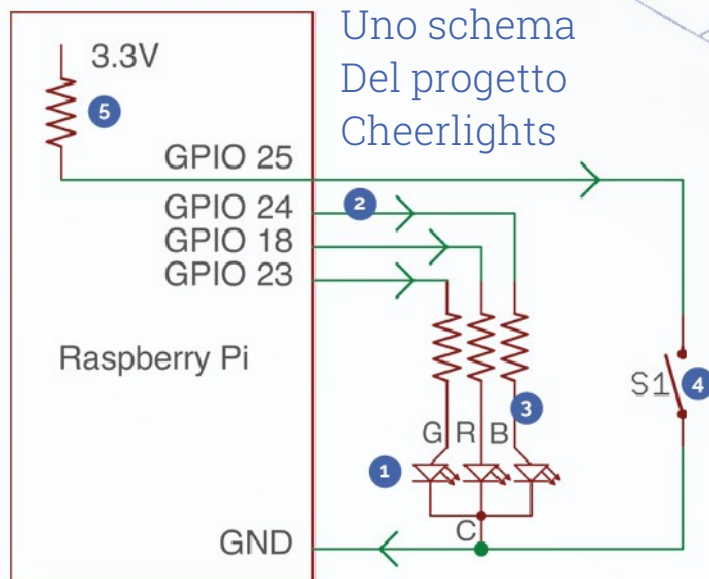 Uno schema
Del progetto
Cheerlights
3.3V
5
GPIO 25
GPIO 24
2
GPIO 18
GPIO 23
Raspberry Pi
S1
4
3
G R B
1
C
GND